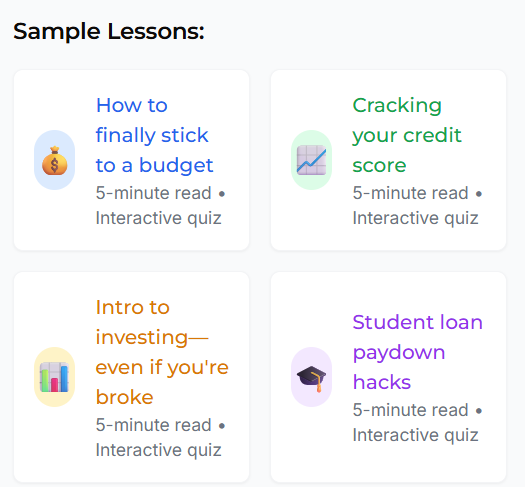 Sample Lessons:
How to
finally stick
to a budget
5-minute read •
Interactive quiz
Cracking
your credit
score
5-minute read •
Interactive quiz
Intro to
investing—
even if you're
broke
5-minute read •
Interactive quiz
Student loan
paydown
hacks
5-minute read •
Interactive quiz